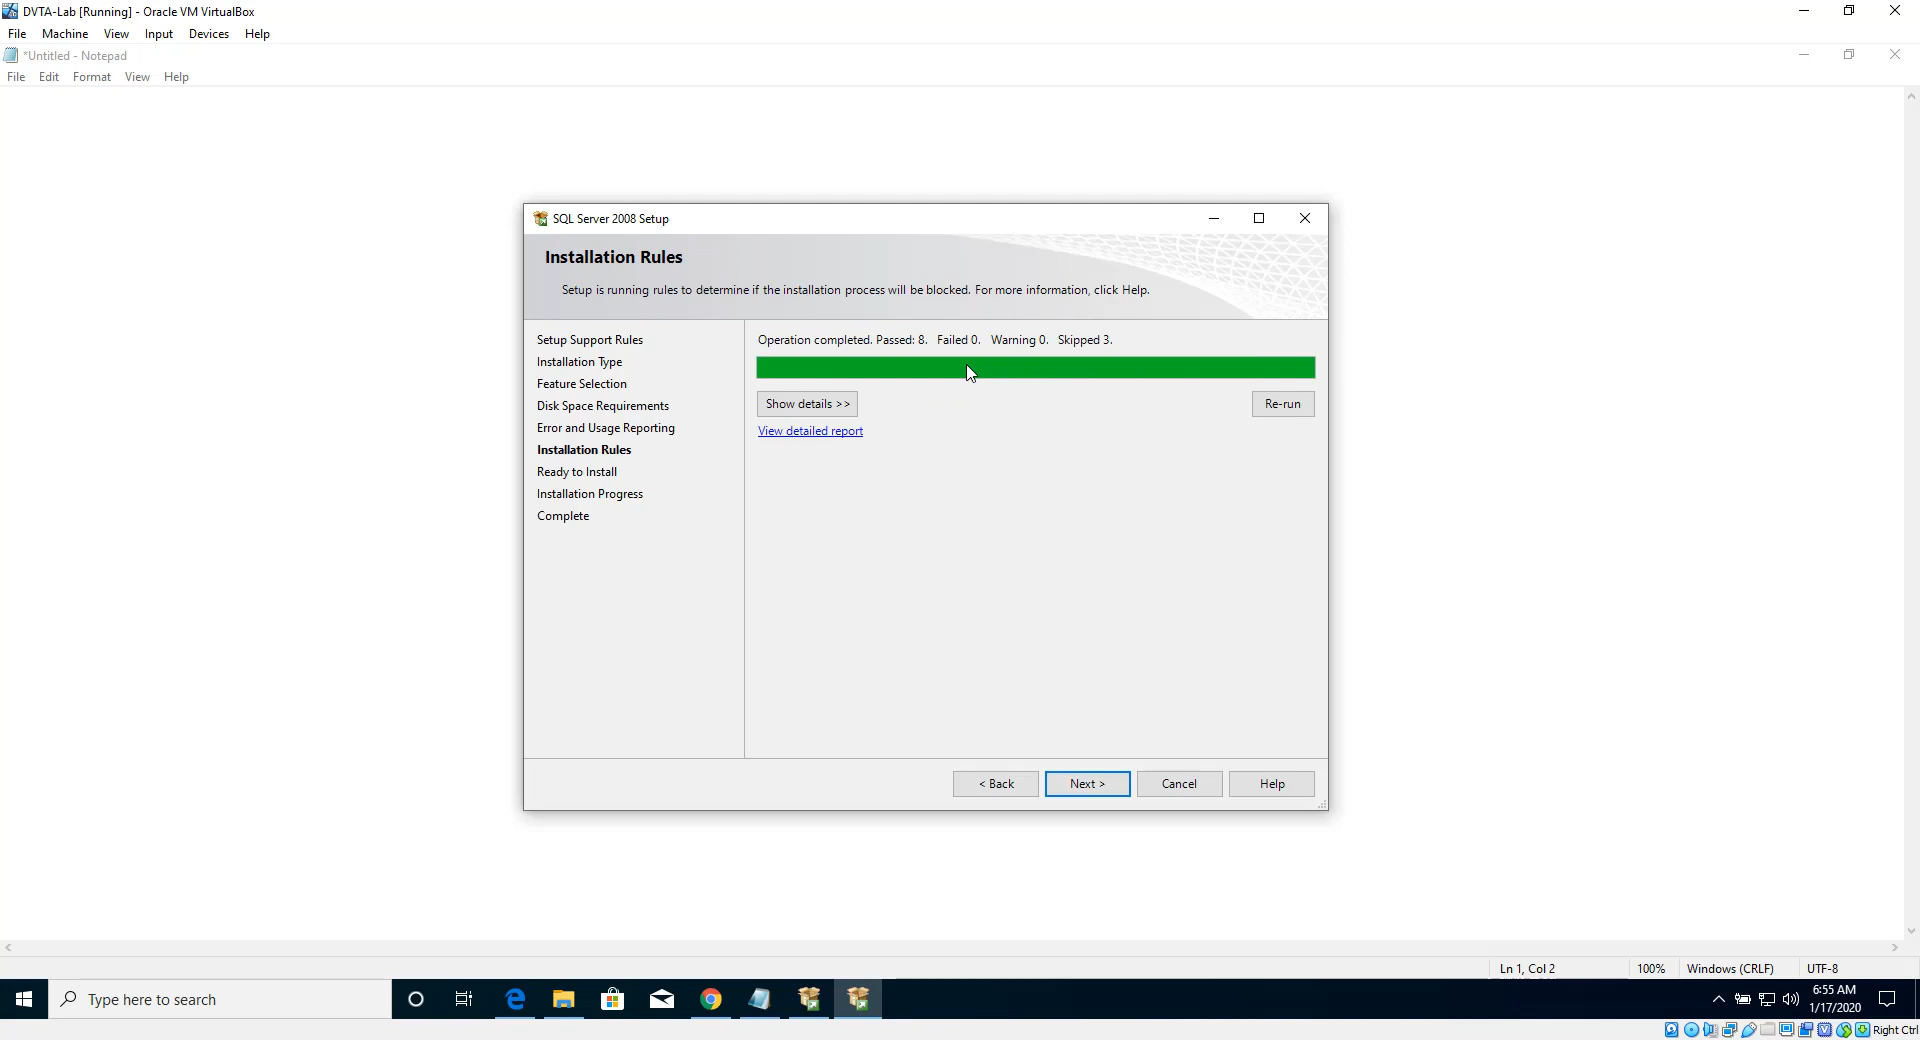 DVTA-Lab [Running] - Oracle VM VirtualBox
File Machine View Input Devices Help
*Untitled - Notepad
File Edit Format View Help
SQL Server 2008 Setup
Installation Rules
Setup is running rules to determine if the installation process will be blocked. For more information, click Help.
Setup Support Rules
Installation Type
Feature Selection
Disk Space Requirements
Error and Usage Reporting
Installation Rules
Ready to Install
Installation Progress
Complete
Operation completed. Passed: 8. Failed 0. Warning 0. Skipped 3.
Show details >>
Re-run
View detailed report
< Back
Next >
Cancel
Help
Ln 1, Col 2
100%
Windows (CRLF)
UTF-8
Type here to search
6:55 AM
1/17/2020
Right Ctrl